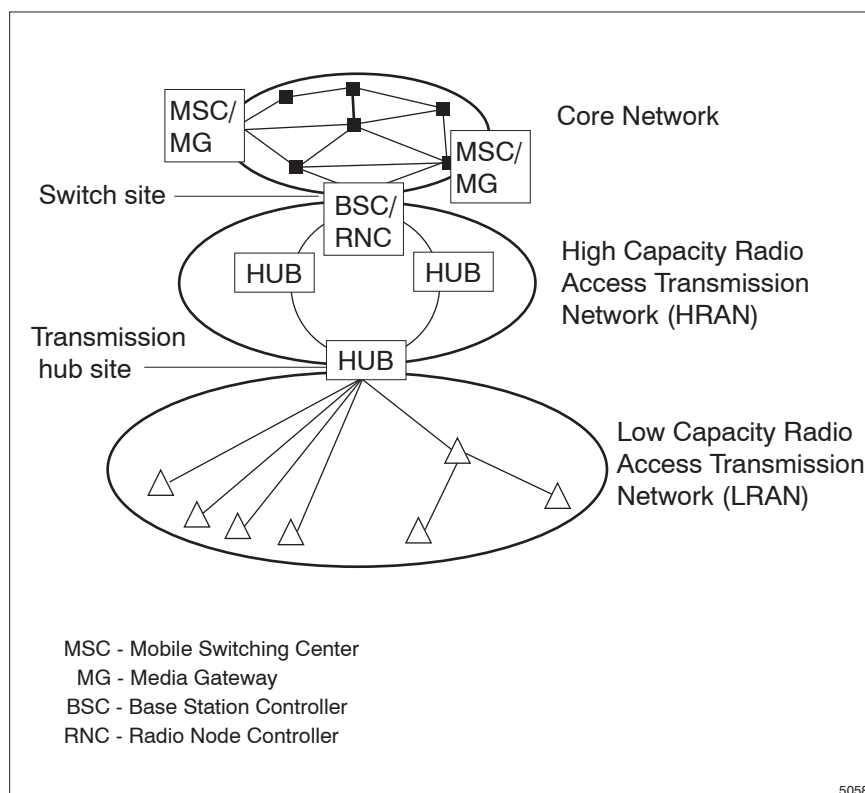 MSC/
MG
Core Network
MSC/
MG
Switch site
BSC/
RNC
HUB
HUB
High Capacity Radio
Access Transmission
Network (HRAN)
Transmission
hub site
HUB
Low Capacity Radio
Access Transmission
Network (LRAN)
MSC - Mobile Switching Center
MG - Media Gateway
BSC - Base Station Controller
RNC - Radio Node Controller